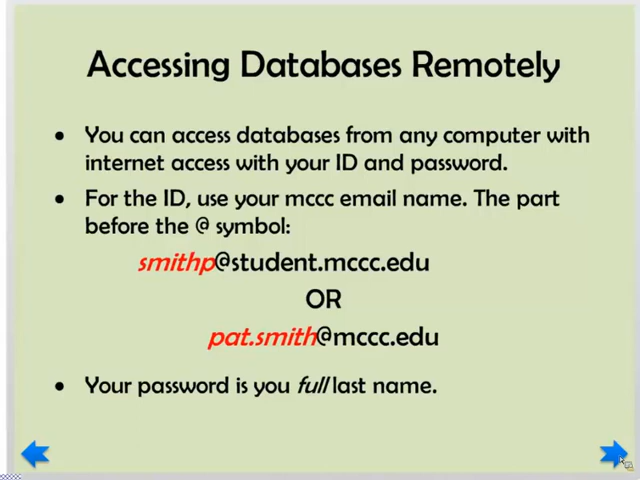 Accessing Databases Remotely
• You can access databases from any computer with
internet access with your ID and password.
• For the ID, use your mccc email name. The part
before the @ symbol:
smithp@student.mccc.edu
OR
pat.smith@mccc.edu
• Your password is you full last name.